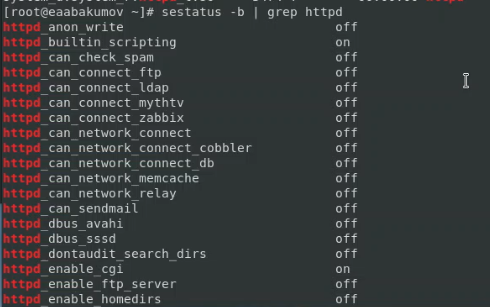 [root@eaabakumov ~]# sestatus -b | grep httpd
httpd_anon_write off
httpd_builtin_scripting on
httpd_can_check_spam off
httpd_can_connect_ftp off
httpd_can_connect_ldap off
httpd_can_connect_mythtv off
httpd_can_connect_zabbix off
httpd_can_network_connect off
httpd_can_network_connect_cobbler off
httpd_can_network_connect_db off
httpd_can_network_memcache off
httpd_can_network_relay off
httpd_can_sendmail off
httpd_dbus_avahi off
httpd_dbus_sssd off
httpd_dontaudit_search_dirs off
httpd_enable_cgi on
httpd_enable_ftp_server off
httpd_enable_homedirs off